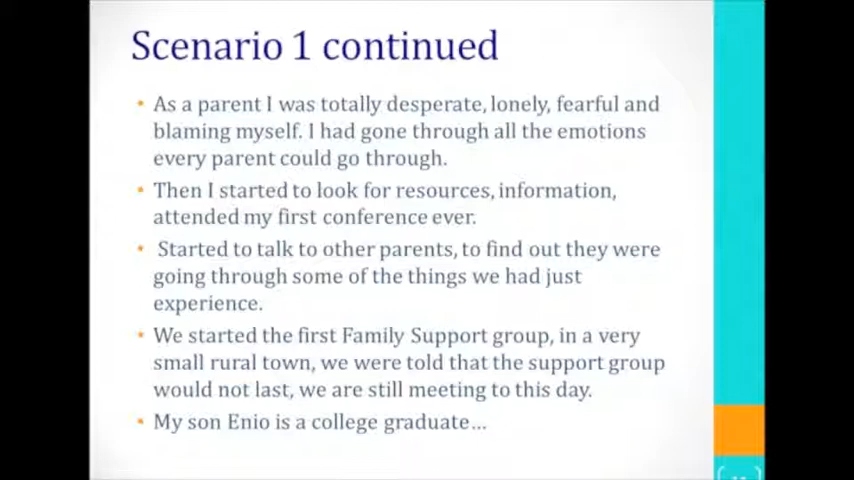 Scenario 1 continued
• As a parent I was totally desperate, lonely, fearful and
blaming myself. I had gone through all the emotions
every parent could go through.
• Then I started to look for resources, information,
attended my first conference ever.
• Started to talk to other parents, to find out they were
going through some of the things we had just
experience.
• We started the first Family Support group, in a very
small rural town, we were told that the support group
would not last, we are still meeting to this day.
• My son Enio is a college graduate…